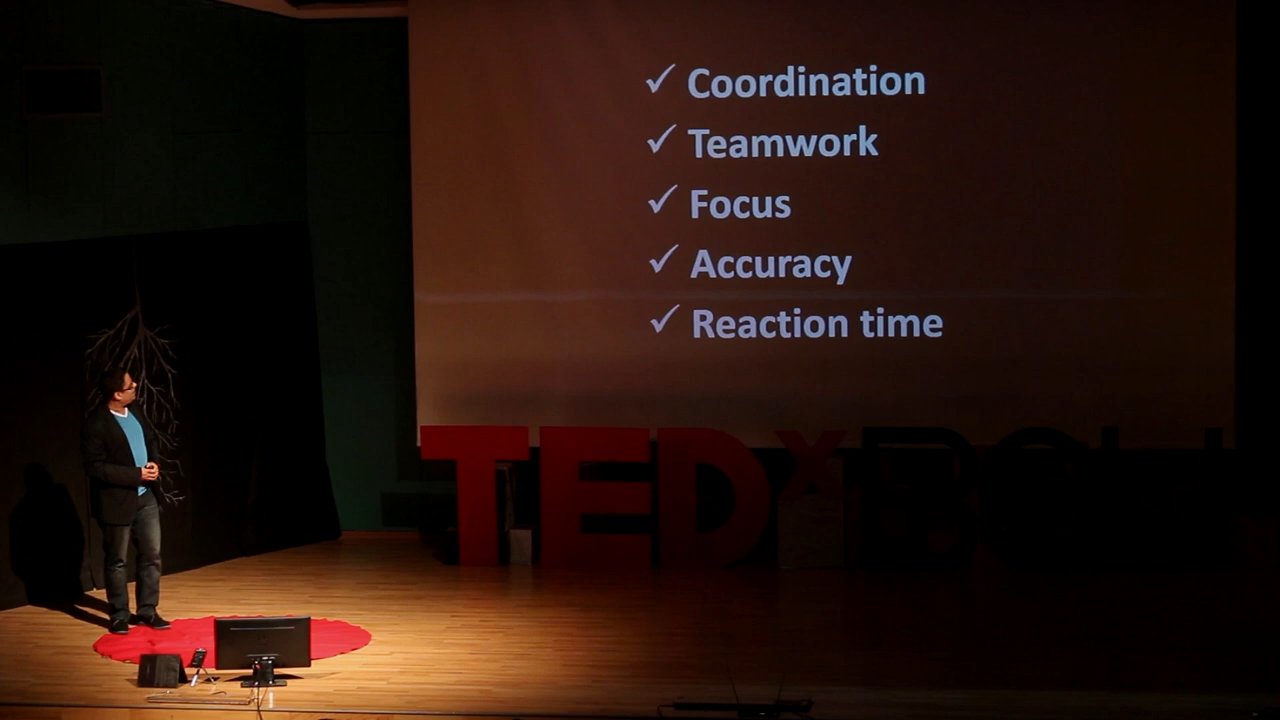 ✓ Coordination
✓ Teamwork
✓ Focus
✓ Accuracy
✓ Reaction time
TEDx